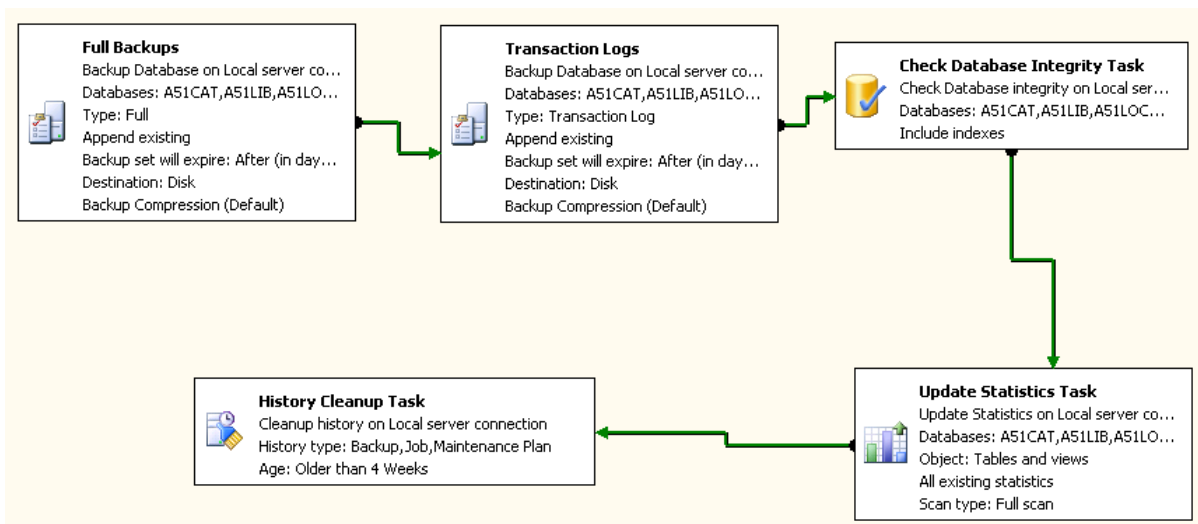 Full Backups
Backup Database on Local server co...
Databases: A51CAT,A51LIB,A51LO...
Type: Full
Append existing
Backup set will expire: After (in day...
Destination: Disk
Backup Compression (Default)
Transaction Logs
Backup Database on Local server co...
Databases: A51CAT,A51LIB,A51LO...
Type: Transaction Log
Append existing
Backup set will expire: After (in day...
Destination: Disk
Backup Compression (Default)
Check Database Integrity Task
Check Database integrity on Local ser...
Databases: A51CAT,A51LIB,A51LOC...
Include indexes
Update Statistics Task
Update Statistics on Local server co...
Databases: A51CAT,A51LIB,A51LO...
Object: Tables and views
All existing statistics
Scan type: Full scan
History Cleanup Task
Cleanup history on Local server connection
History type: Backup,Job,Maintenance Plan
Age: Older than 4 Weeks